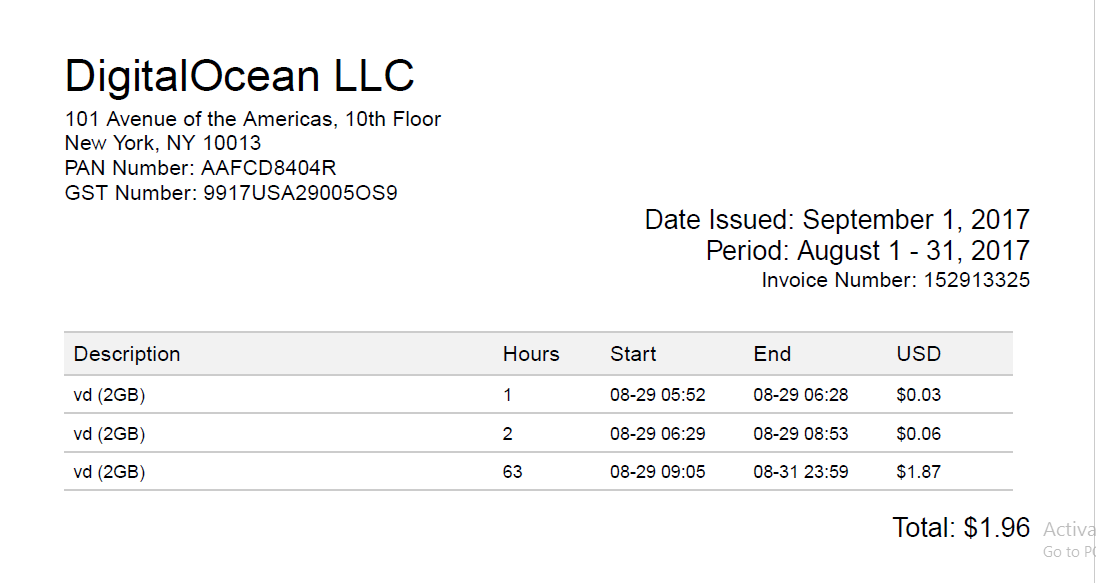 DigitalOcean LLC
101 Avenue of the Americas, 10th Floor
New York, NY 10013
PAN Number: AAFCD8404R
GST Number: 9917USA29005OS9
Date Issued: September 1, 2017
Period: August 1 - 31, 2017
Invoice Number: 152913325
Description Hours Start End USD
vd (2GB) 1 08-29 05:52 08-29 06:28 $0.03
vd (2GB) 2 08-29 06:29 08-29 08:53 $0.06
vd (2GB) 63 08-29 09:05 08-31 23:59 $1.87
Total: $1.96
Activa
Go to P